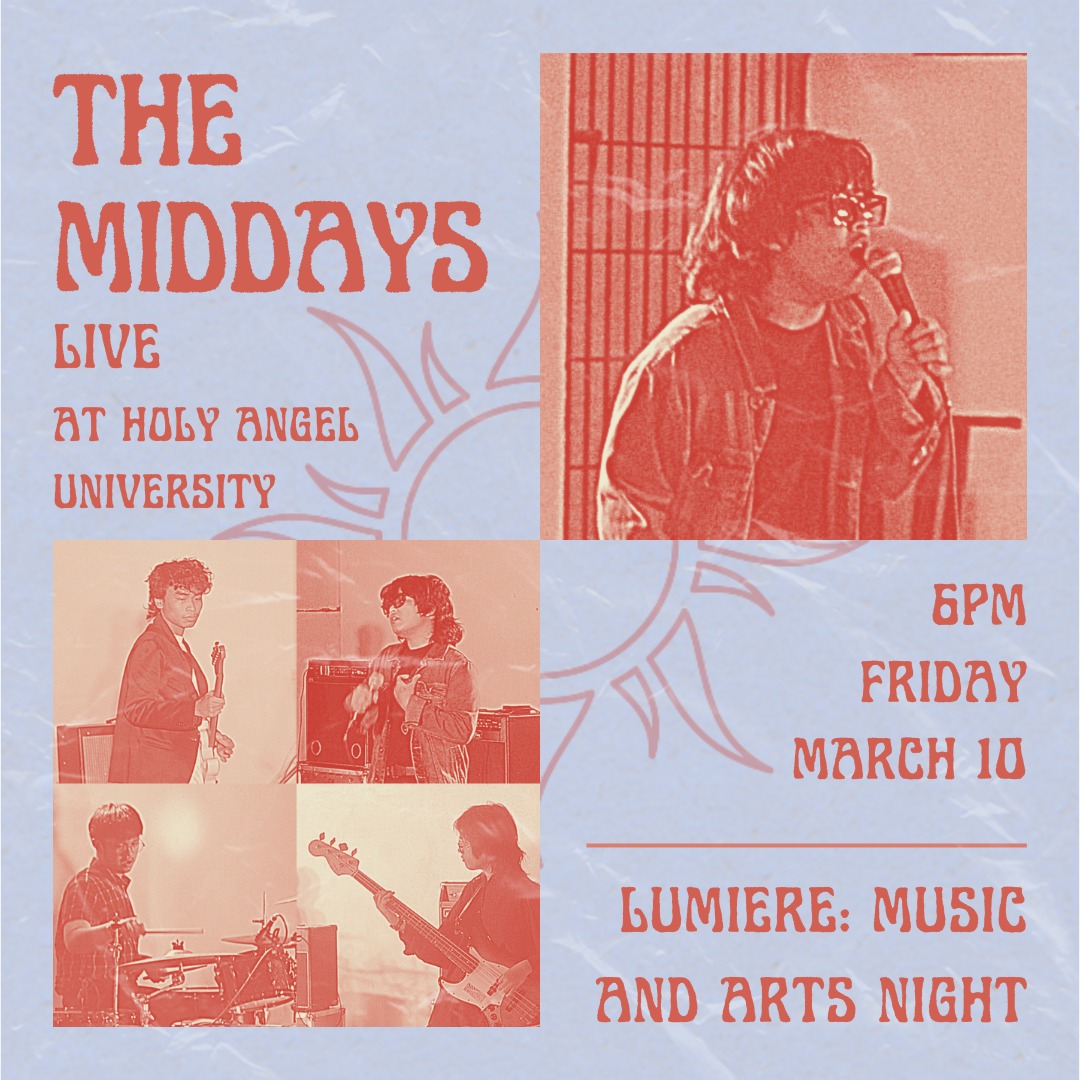 THE
MIDDAYS
LIVE
AT HOLY ANGEL
UNIVERSITY
6PM
FRIDAY
MARCH 10
LUMIERE: MUSIC
AND ARTS NIGHT